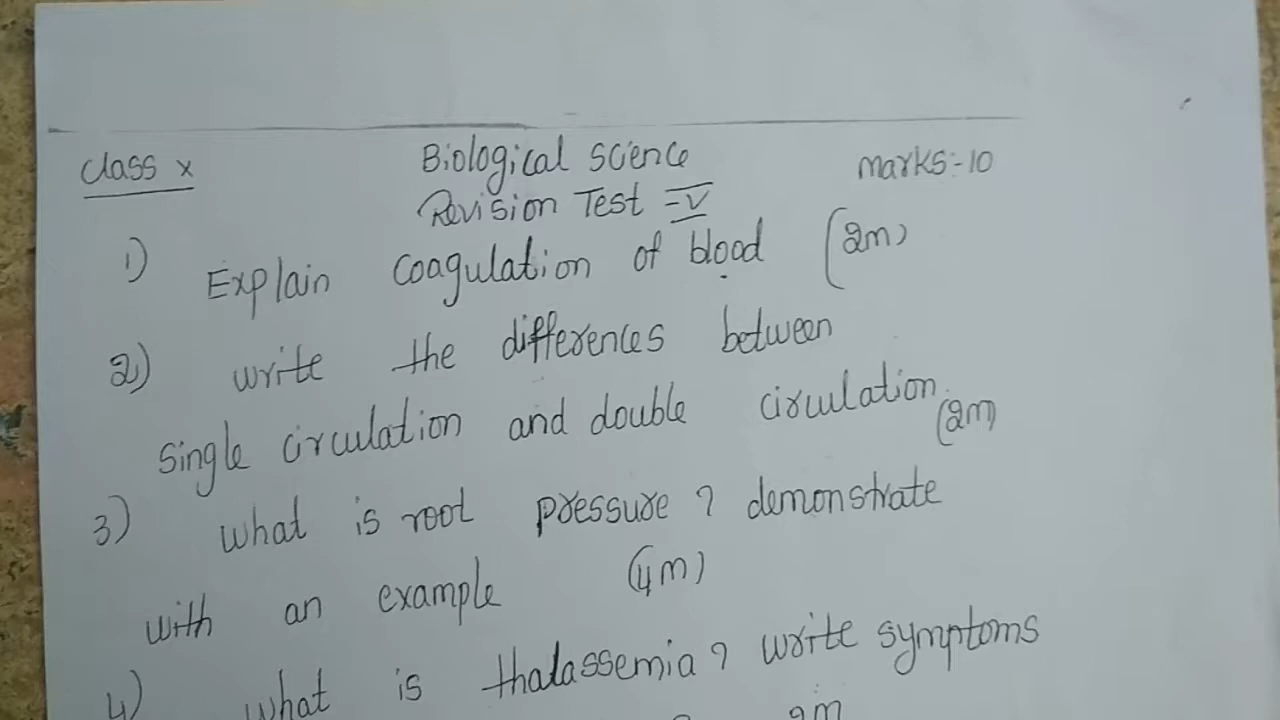 Class x Biological Science Marks:-10
Revision Test = V
1) Explain coagulation of blood (2m)
2) write the differences between
single circulation and double circulation.
(2m)
3) what is root pressure? demonstrate
with an example (4m)
4) what is thalassemia? write symptoms
2m